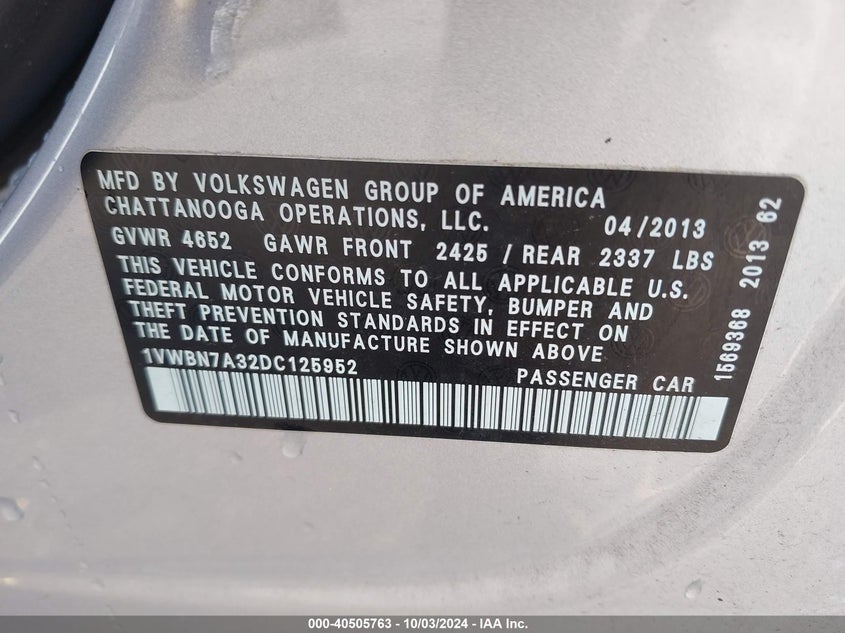 MFD BY VOLKSWAGEN GROUP OF AMERICA
CHATTANOOGA OPERATIONS, LLC. 04/2013
GVWR 4652 GAWR FRONT 2425 / REAR 2337 LBS
THIS VEHICLE CONFORMS TO ALL APPLICABLE U.S.
FEDERAL MOTOR VEHICLE SAFETY, BUMPER AND
THEFT PREVENTION STANDARDS IN EFFECT ON
THE DATE OF MANUFACTURE SHOWN ABOVE
1VWBN7A32DC125952 PASSENGER CAR
1569368 2013 62
000-40505763 - 10/03/2024 - IAA Inc.